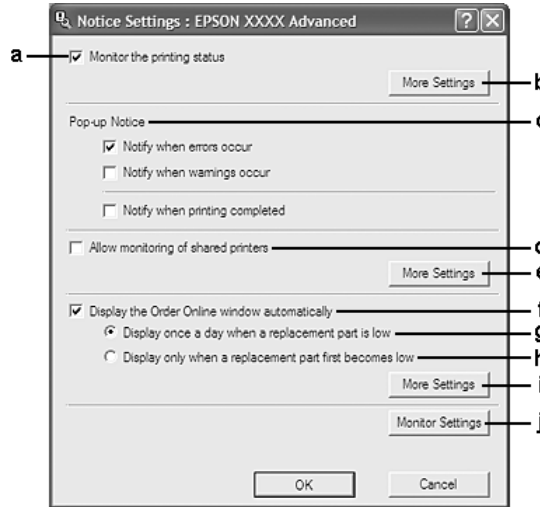 Notice Settings : EPSON XXXX Advanced
a Monitor the printing status
More Settings b
Pop-up Notice c
Notify when errors occur
Notify when warnings occur
Notify when printing completed
Allow monitoring of shared printers d
More Settings e
Display the Order Online window automatically f
Display once a day when a replacement part is low g
Display only when a replacement part first becomes low h
More Settings i
Monitor Settings j
OK Cancel